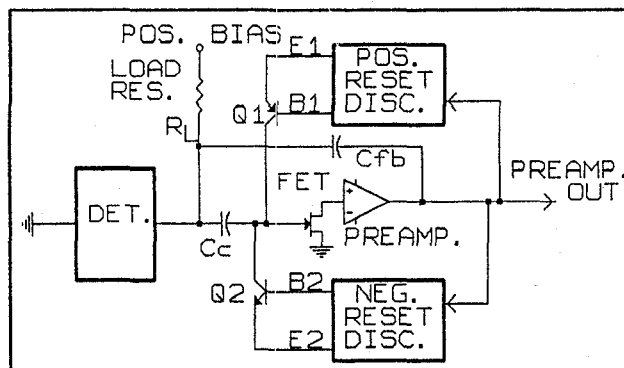 POS. BIAS
LOAD
RES.
RL
E1
B1
Q1
POS.
RESET
DISC.
Cfb
FET
PREAMP.
OUT
DET.
Cc
+
-
PREAMP.
Q2
B2
E2
NEG.
RESET
DISC.